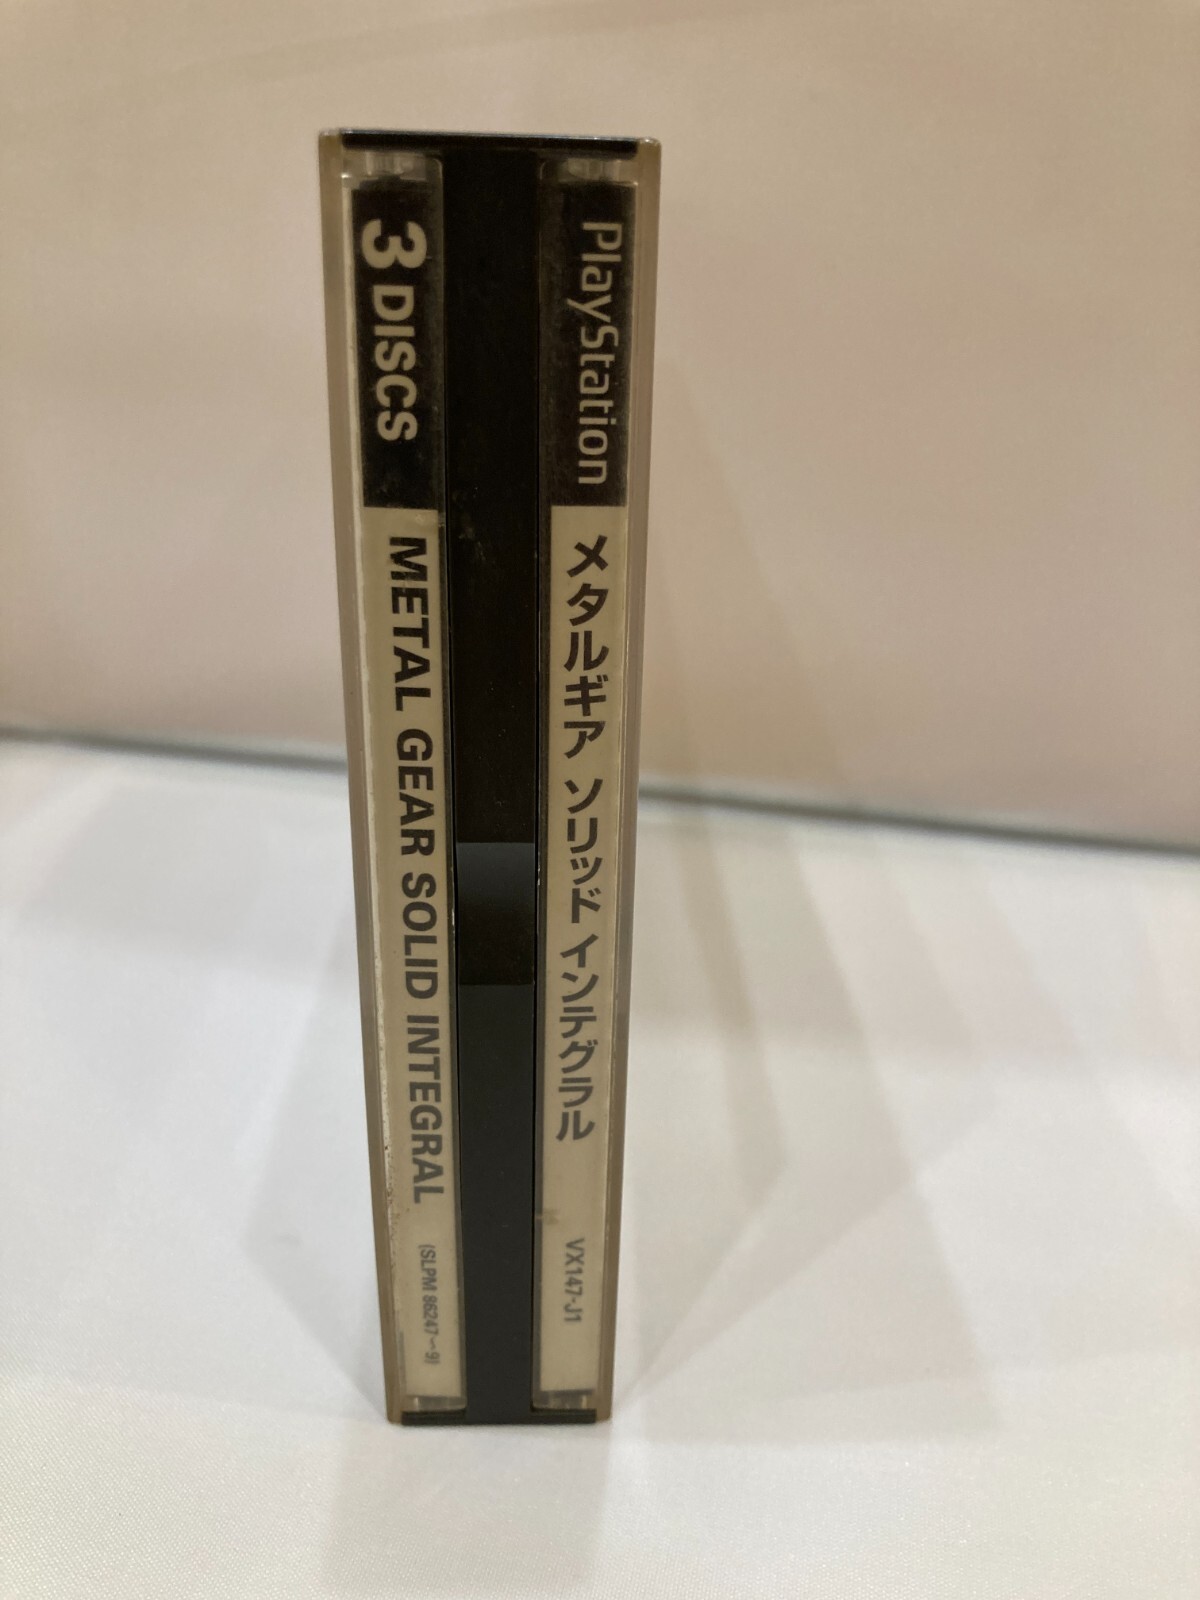 PlayStation メタルギア ソリッド インテグラル VX147-J1
3 DISCS METAL GEAR SOLID INTEGRAL (SLPM 86247～9)